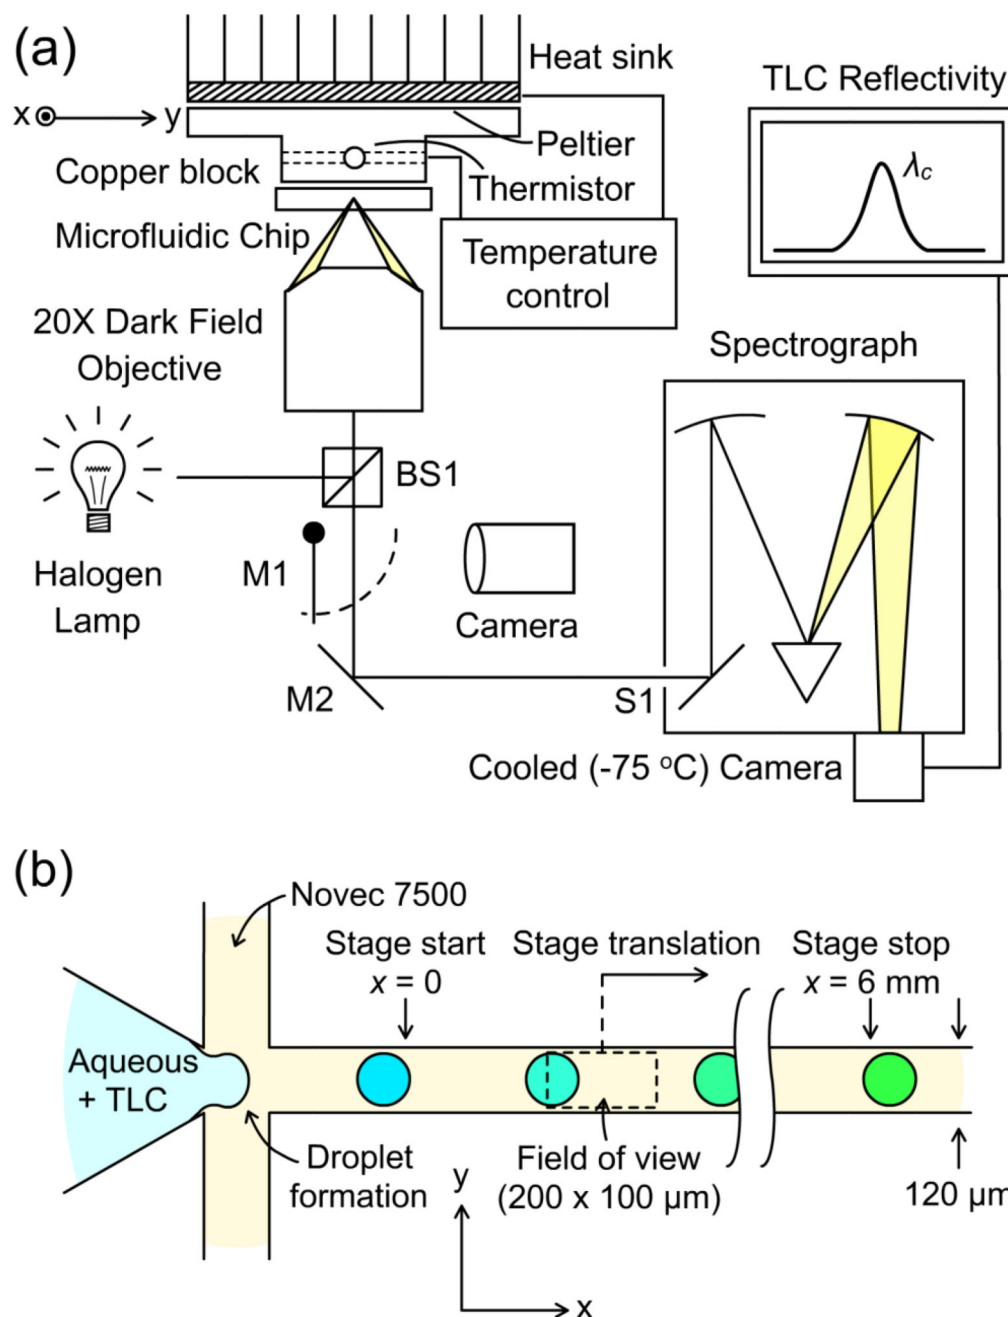 (a)
Heat sink
TLC Reflectivity
x
y
Peltier
Copper block
Thermistor
λc
Microfluidic Chip
Temperature
control
20X Dark Field
Objective
Spectrograph
BS1
M1
Halogen
Lamp
Camera
M2
S1
Cooled (-75 °C) Camera
(b)
Novec 7500
Stage start
x = 0
Stage translation
Stage stop
x = 6 mm
Aqueous
+ TLC
Droplet
formation
Field of view
(200 x 100 μm)
120 μm
y
x